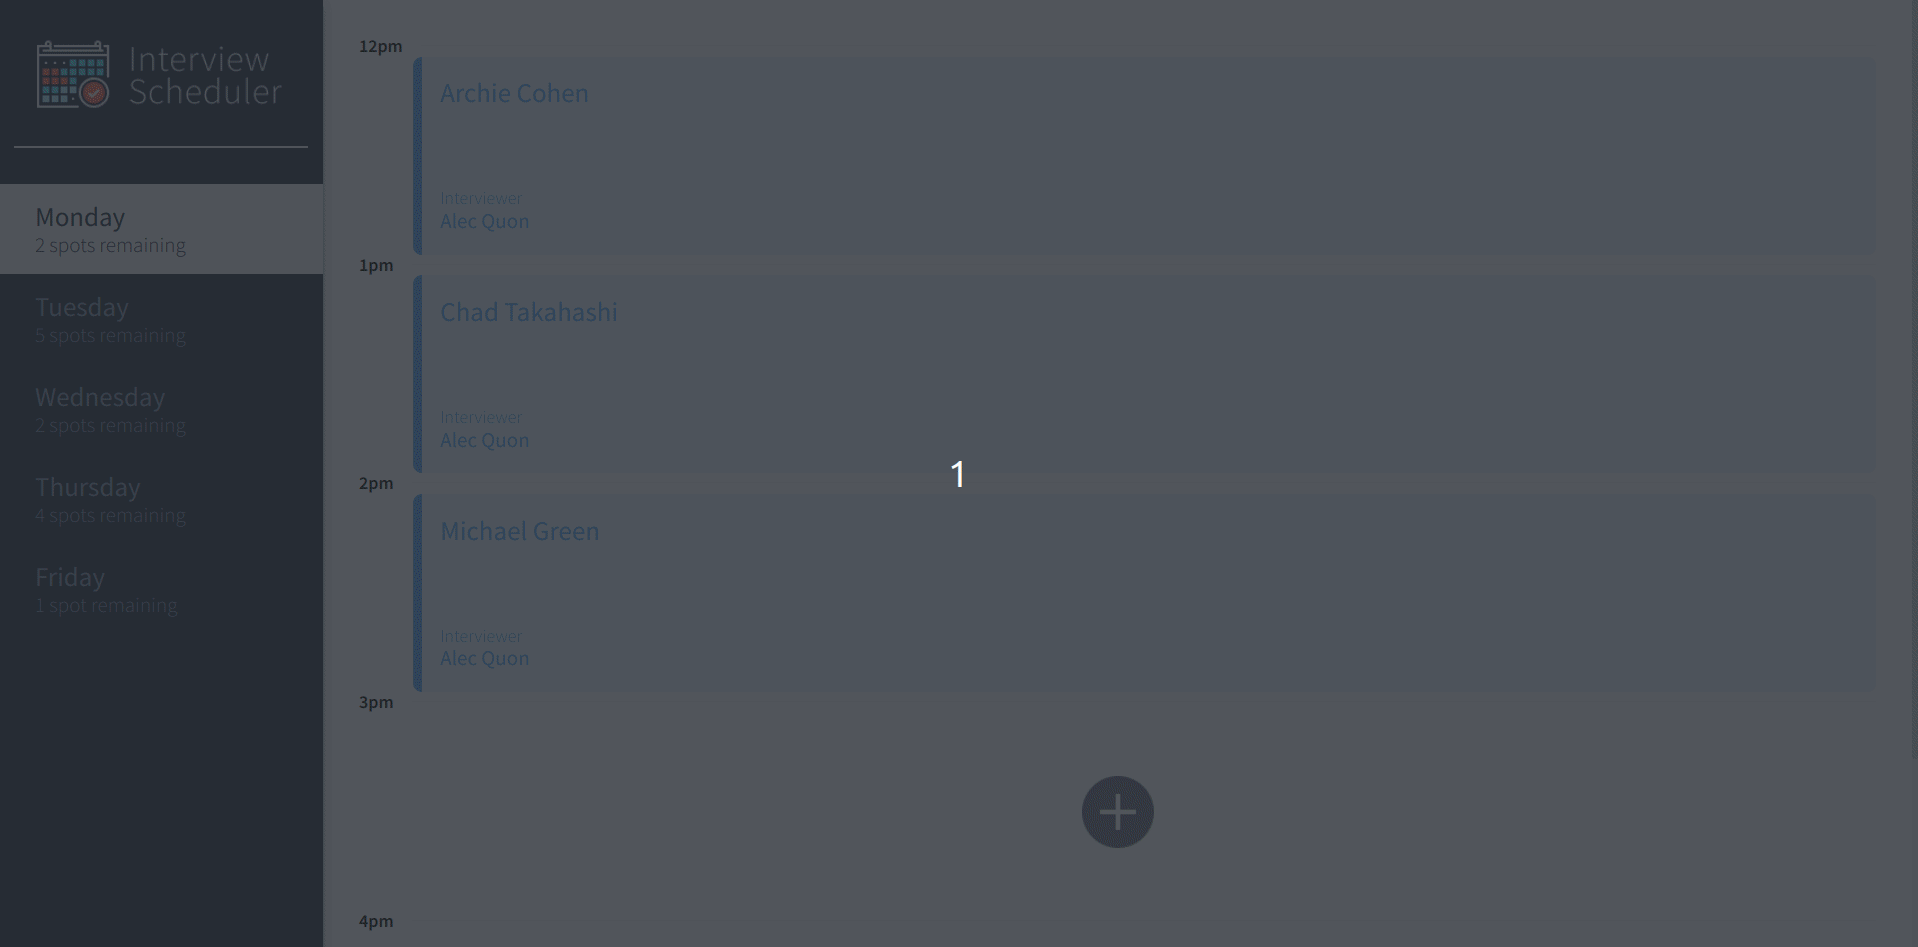 Interview
Scheduler
Monday
2 spots remaining
Tuesday
5 spots remaining
Wednesday
2 spots remaining
Thursday
4 spots remaining
Friday
1 spot remaining
12pm
Archie Cohen
Interviewer
Alec Quon
1pm
Chad Takahashi
Interviewer
Alec Quon
1
2pm
Michael Green
Interviewer
Alec Quon
3pm
4pm